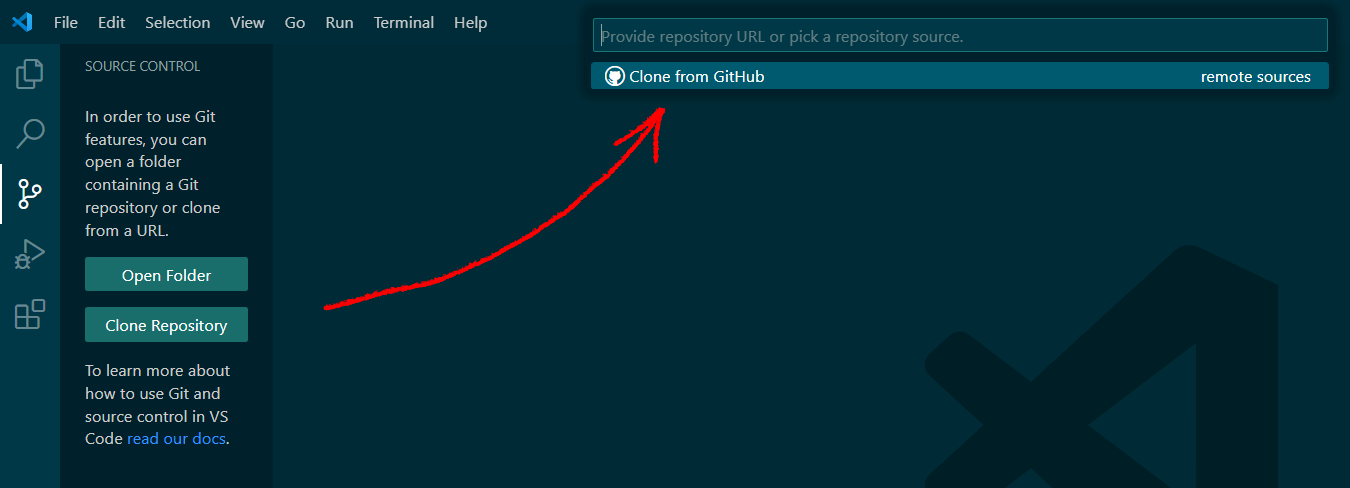 File Edit Selection View Go Run Terminal Help
Provide repository URL or pick a repository source.
Clone from GitHub remote sources
SOURCE CONTROL
In order to use Git
features, you can
open a folder
containing a Git
repository or clone
from a URL.
Open Folder
Clone Repository
To learn more about
how to use Git and
source control in VS
Code read our docs.